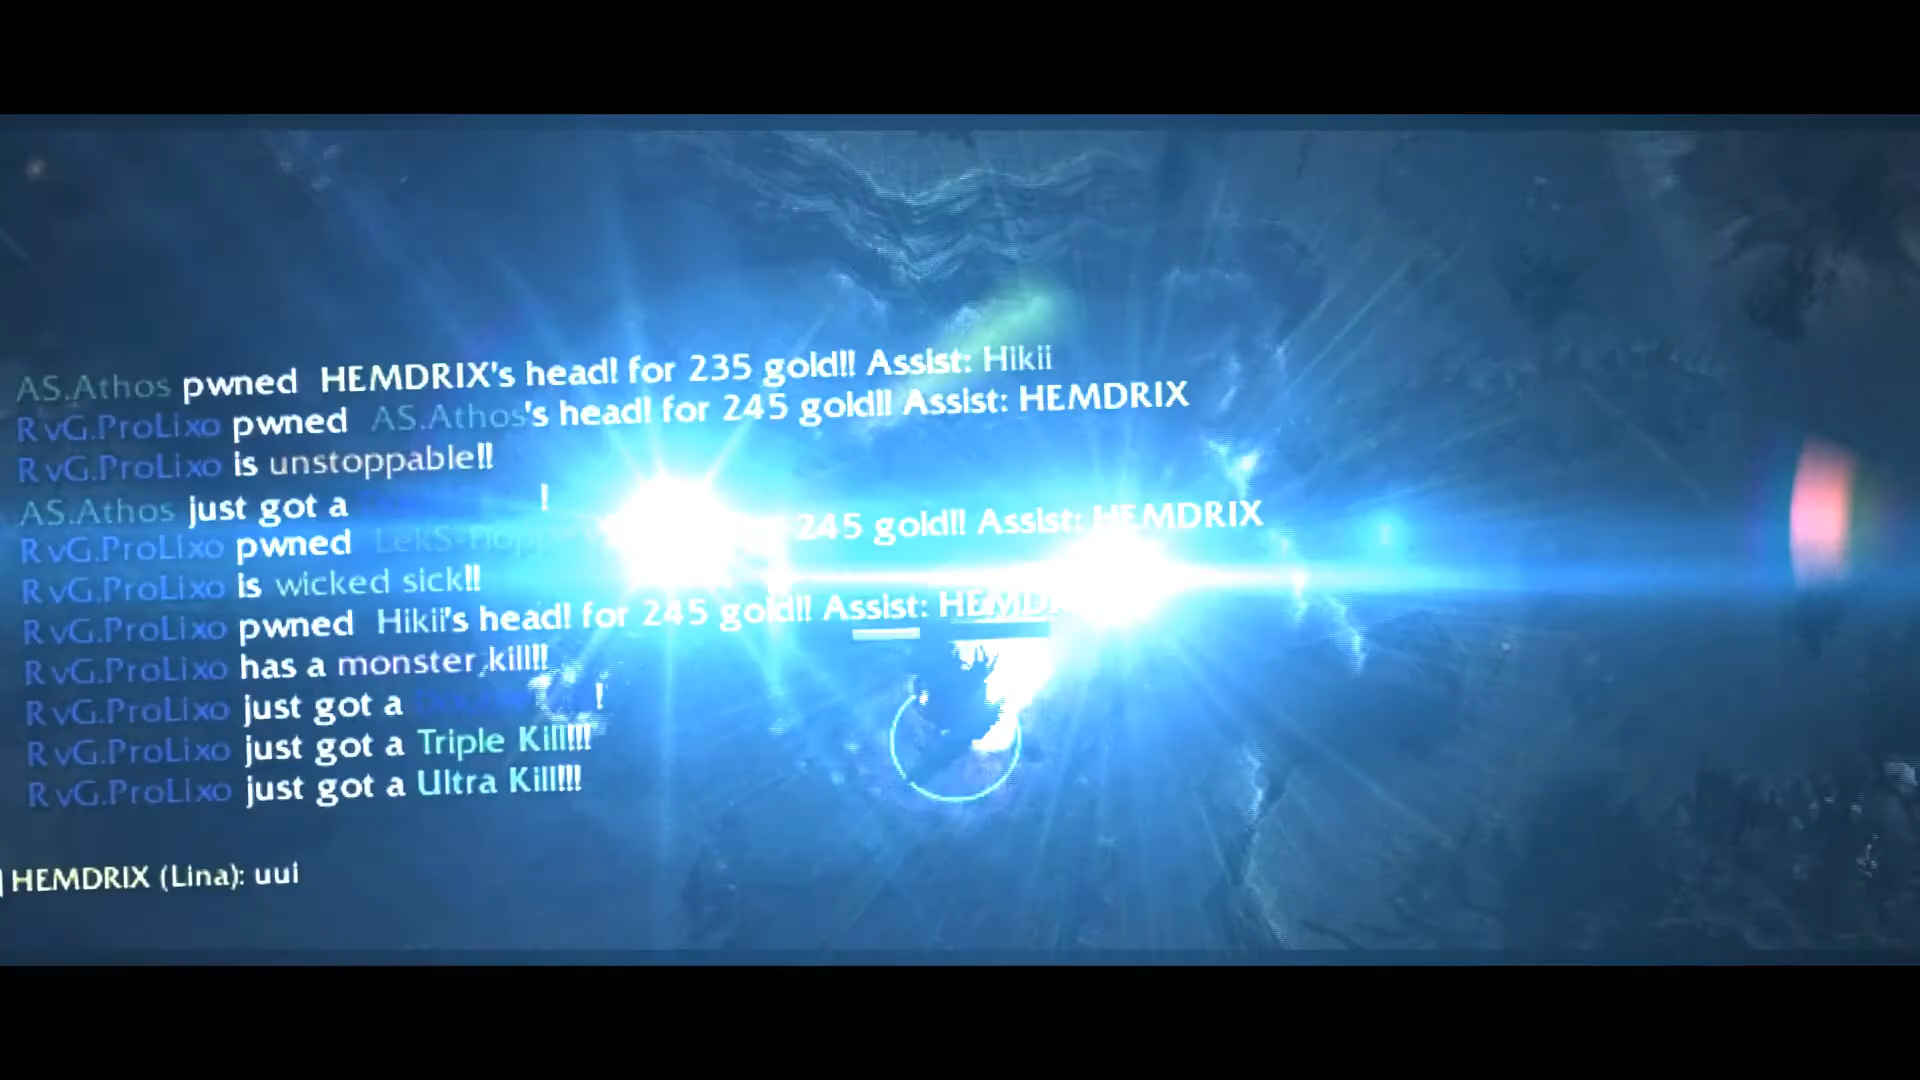 AS.Athos pwned HEMDRIX's head! for 235 gold!! Assist: Hikii
RvG.ProLixo pwned AS.Athos's head! for 245 gold!! Assist: HEMDRIX
RvG.ProLixo is unstoppable!!
AS.Athos just got a !
RvG.ProLixo pwned 245 gold!! Assist: HEMDRIX
RvG.ProLixo is wicked sick!!
RvG.ProLixo pwned Hikii's head! for 245 gold!! Assist:
RvG.ProLixo has a monster kill!!
RvG.ProLixo just got a !
RvG.ProLixo just got a Triple Kill!!!
RvG.ProLixo just got a Ultra Kill!!!
HEMDRIX (Lina): uui